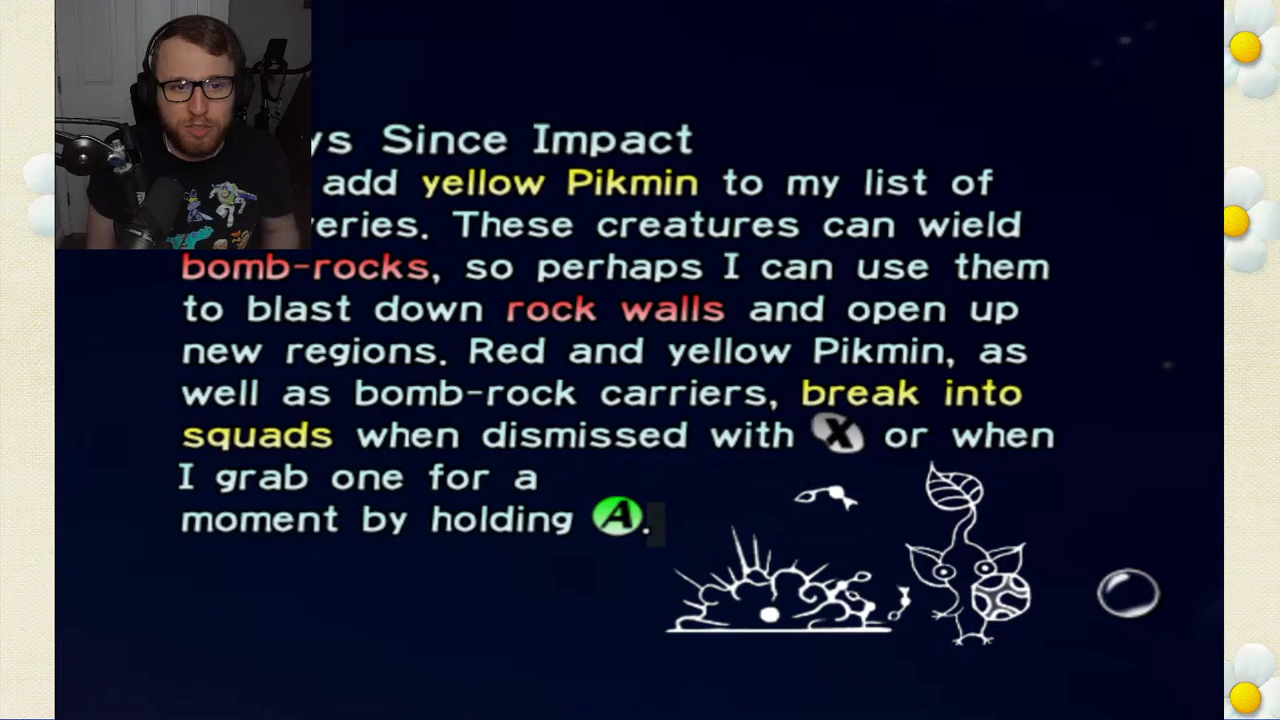 Since Impact
add yellow Pikmin to my list of
These creatures can wield
bomb-rocks, so perhaps I can use them
to blast down rock walls and open up
new regions. Red and yellow Pikmin, as
well as bomb-rock carriers, break into
squads when dismissed with X or when
I grab one for a
moment by holding A.